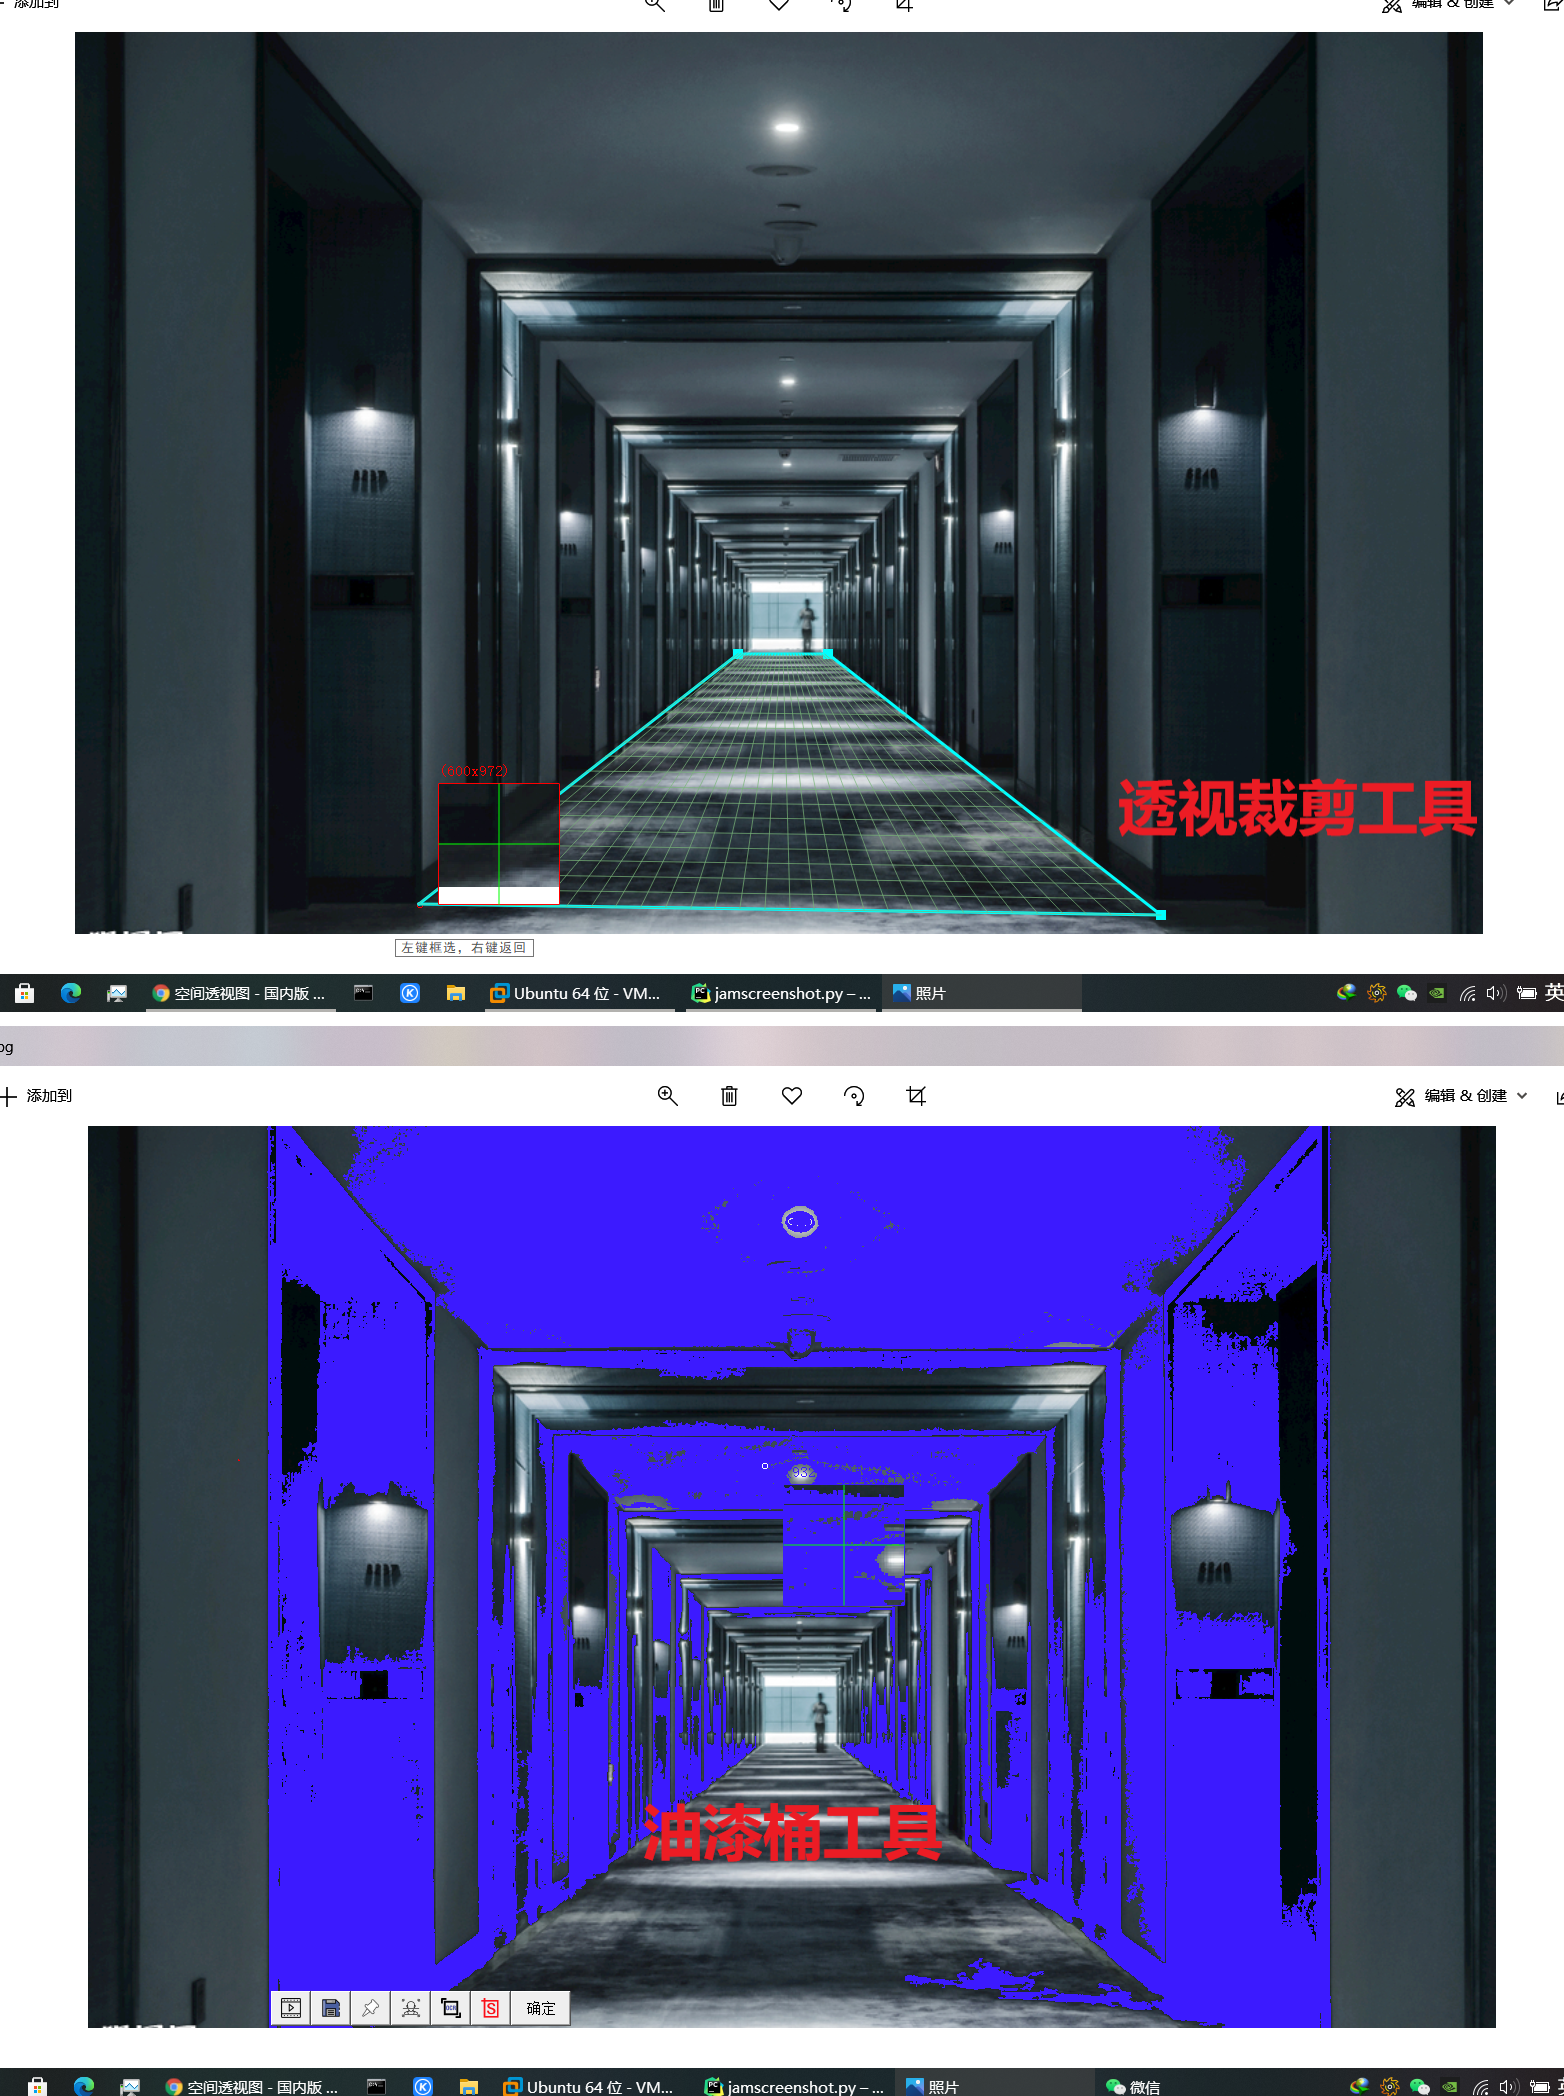 添加到
编辑 & 创建
(600x972)
透视裁剪工具
左键框选，右键返回
空间透视图 - 国内版 ...
Ubuntu 64 位 - VM...
jamscreenshot.py – ...
照片
英
og
添加到
编辑 & 创建
油漆桶工具
OCR
S
确定
空间透视图 - 国内版 ...
Ubuntu 64 位 - VM...
jamscreenshot.py – ...
照片
微信